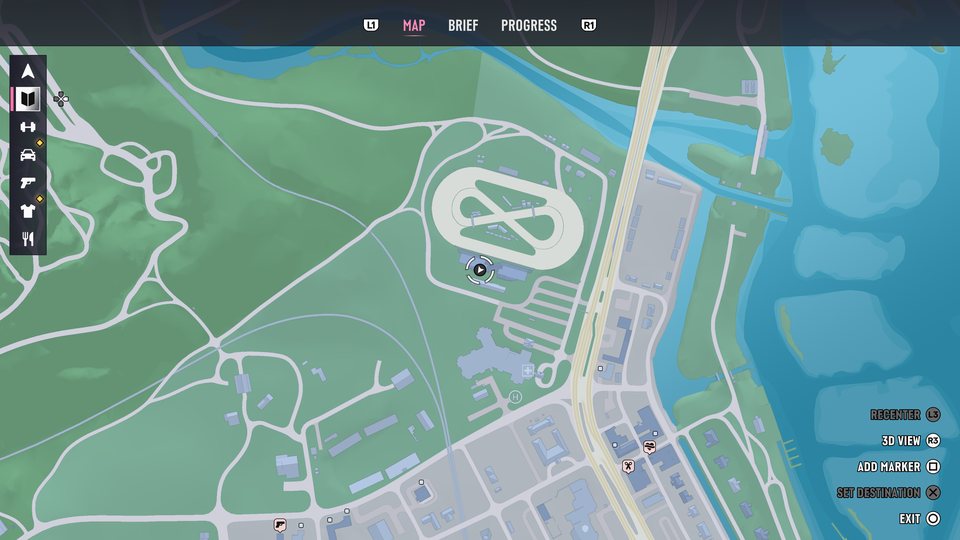 L1 MAP BRIEF PROGRESS R1
H
RECENTER L3
3D VIEW R3
ADD MARKER
SET DESTINATION
EXIT